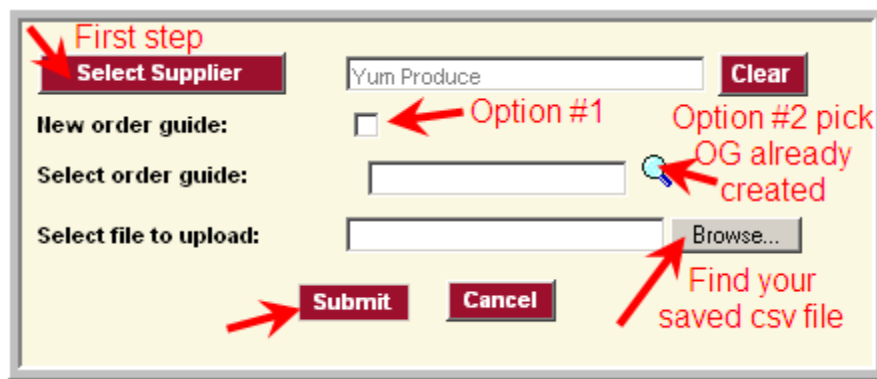 First step
Select Supplier Yum Produce Clear
New order guide: Option #1 Option #2 pick
OG already
Select order guide: created
Select file to upload: Browse...
Find your
Submit Cancel saved csv file